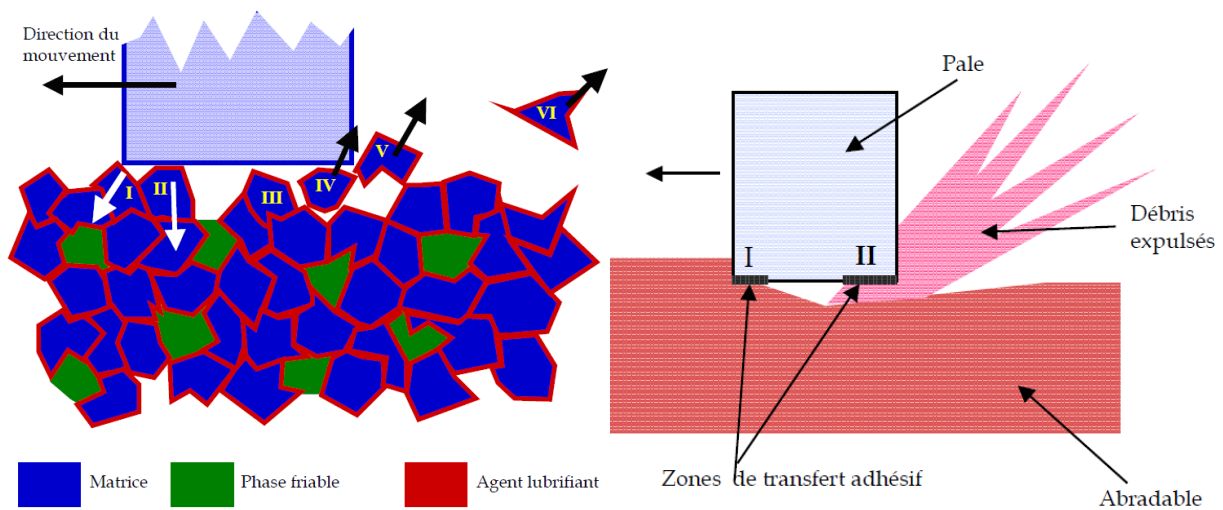 Direction du
mouvement
I
II
III
IV
V
VI
Matrice
Phase friable
Agent lubrifiant
Pale
I
II
Débris
expulsés
Zones de transfert adhésif
Abradable